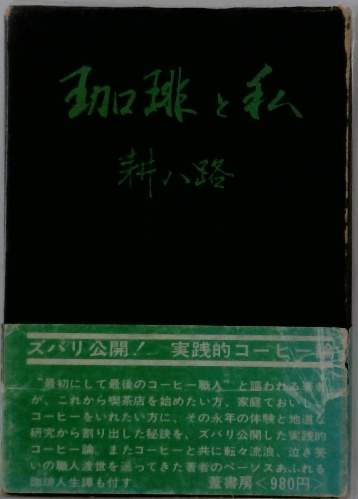 珈琲と私
耕八路
ズバリ公開！ 実践的コーヒー論
“最初にして最後のコーヒー職人”と謳われる著者
が、これから喫茶店を始めたい方、家庭でおいしい
コーヒーをいれたい方に、その永年の体験と地道な
研究から割り出した秘訣を、ズバリ公開した実践的
コーヒー論。またコーヒーと共に転々流浪、泣き笑
いの職人渡世を送ってきた著者のペーソスあふれる
珈琲人生譚も付す。 葦書房＜980円＞